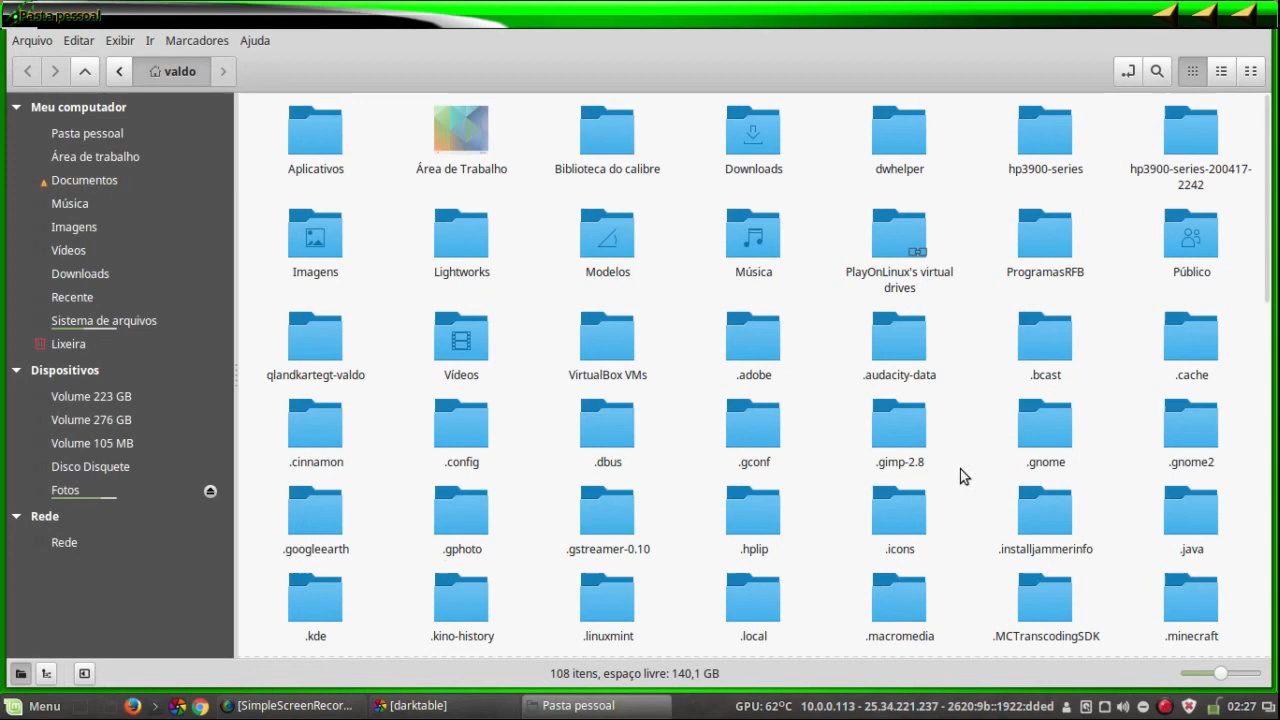 Pasta pessoal
Arquivo Editar Exibir Ir Marcadores Ajuda
valdo
Meu computador
Pasta pessoal
Área de trabalho
Documentos
Música
Imagens
Vídeos
Downloads
Recente
Sistema de arquivos
Lixeira
Dispositivos
Volume 223 GB
Volume 276 GB
Volume 105 MB
Disco Disquete
Fotos
Rede
Rede
Aplicativos
Área de Trabalho
Biblioteca do calibre
Downloads
dwhelper
hp3900-series
hp3900-series-200417-
2242
Imagens
Lightworks
Modelos
Música
PlayOnLinux's virtual
drives
ProgramasRFB
Público
qlandkartegt-valdo
Vídeos
VirtualBox VMs
.adobe
.audacity-data
.bcast
.cache
.cinnamon
.config
.dbus
.gconf
.gimp-2.8
.gnome
.gnome2
.googleearth
.gphoto
.gstreamer-0.10
.hplip
.icons
.installjammerinfo
.java
.kde
.kino-history
.linuxmint
.local
.macromedia
.MCTranscodingSDK
.minecraft
108 itens, espaço livre: 140,1 GB
Menu
[SimpleScreenRecor...
[darktable]
Pasta pessoal
GPU: 62°C 10.0.0.113 - 25.34.221.237 - 2620:9b::1922:dded
02:27